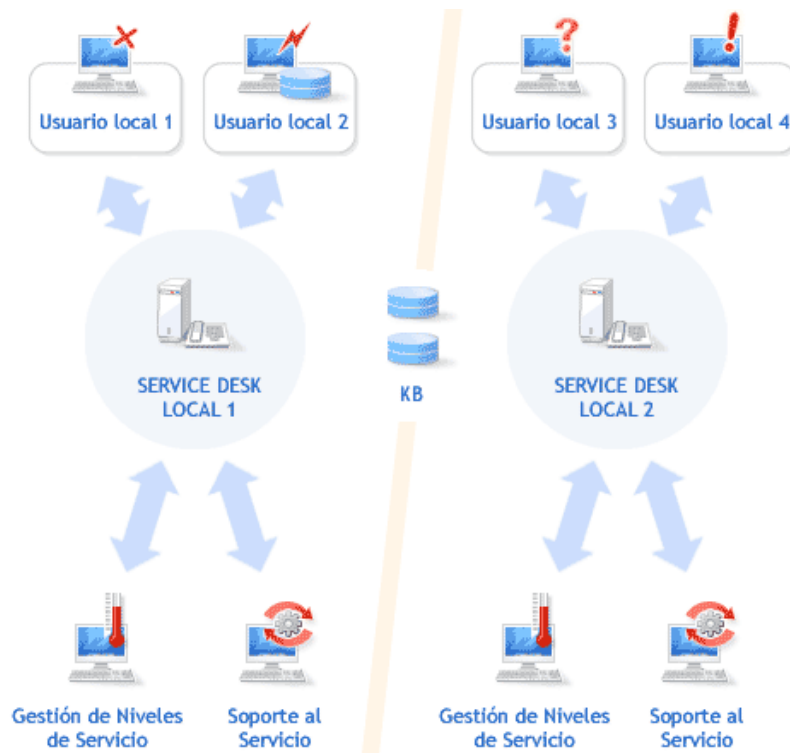 Usuario local 1
Usuario local 2
Usuario local 3
Usuario local 4
SERVICE DESK
LOCAL 1
KB
SERVICE DESK
LOCAL 2
Gestión de Niveles
de Servicio
Soporte al
Servicio
Gestión de Niveles
de Servicio
Soporte al
Servicio